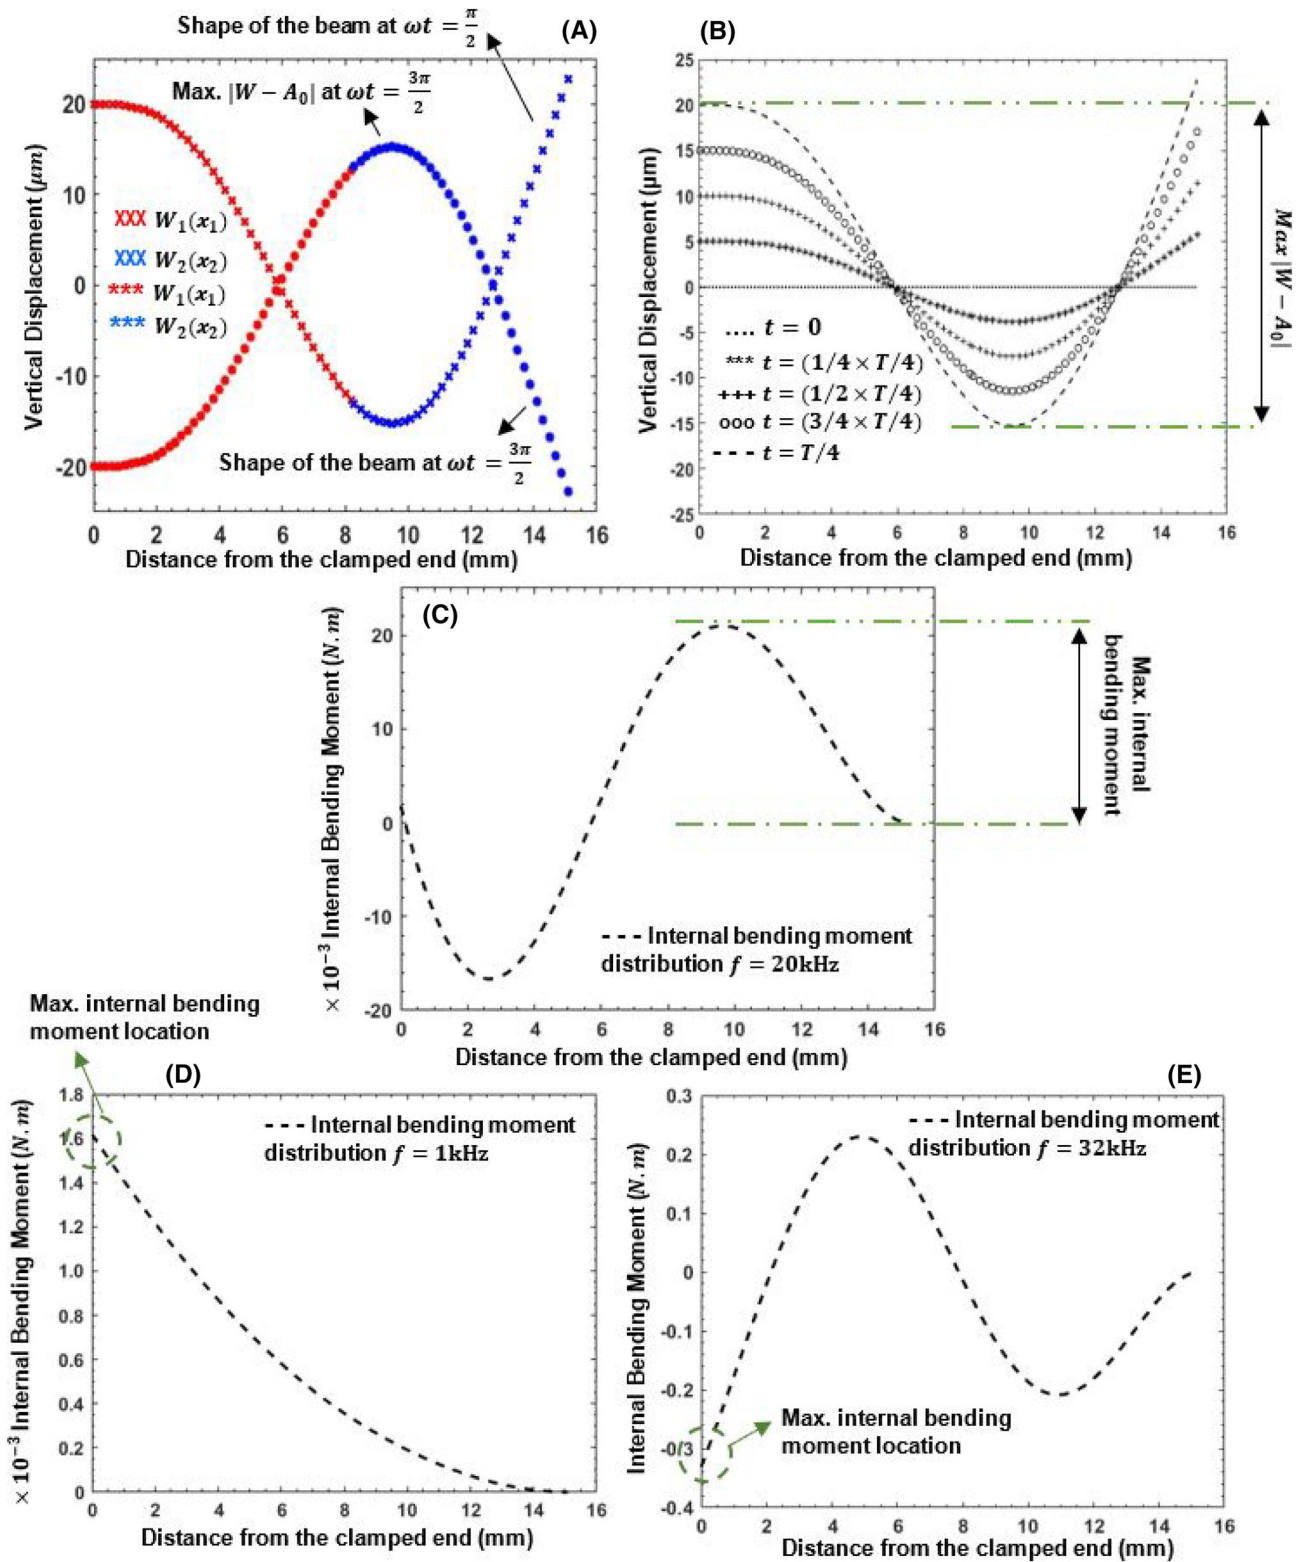 Shape of the beam at ωt = π/2
(A)
Max. |W − A₀| at ωt = 3π/2
20
10
0
-10
-20
Vertical Displacement (μm)
XXX W₁(x₁)
XXX W₂(x₂)
*** W₁(x₁)
*** W₂(x₂)
Shape of the beam at ωt = 3π/2
0 2 4 6 8 10 12 14 16
Distance from the clamped end (mm)
(B)
25
20
15
10
5
0
-5
-10
-15
-20
-25
Vertical Displacement (μm)
.... t = 0
*** t = (1/4 × T/4)
+++ t = (1/2 × T/4)
ooo t = (3/4 × T/4)
--- t = T/4
Max |W − A₀|
0 2 4 6 8 10 12 14 16
Distance from the clamped end (mm)
(C)
20
10
0
-10
-20
× 10⁻³ Internal Bending Moment (N.m)
Max. internal
bending moment
--- Internal bending moment
distribution f = 20kHz
0 2 4 6 8 10 12 14 16
Distance from the clamped end (mm)
Max. internal bending
moment location
(D)
1.8
1.6
1.4
1.2
1.0
0.8
0.6
0.4
0.2
0
× 10⁻³ Internal Bending Moment (N.m)
--- Internal bending moment
distribution f = 1kHz
0 2 4 6 8 10 12 14 16
Distance from the clamped end (mm)
(E)
0.3
0.2
0.1
0
-0.1
-0.2
-0.3
-0.4
Internal Bending Moment (N.m)
--- Internal bending moment
distribution f = 32kHz
Max. internal bending
moment location
0 2 4 6 8 10 12 14 16
Distance from the clamped end (mm)